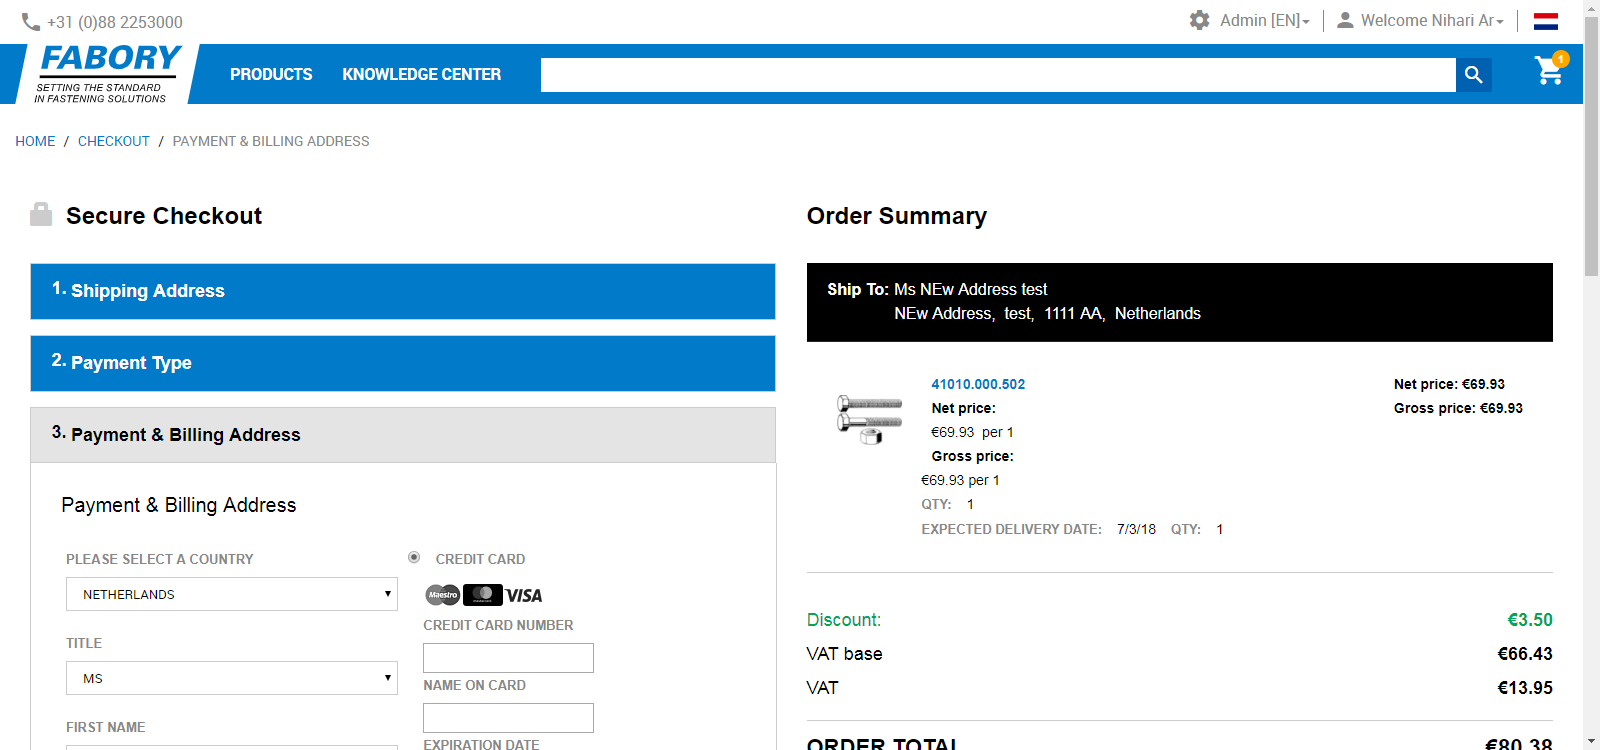 +31 (0)88 2253000
Admin [EN]
Welcome Nihari Ar
FABORY
SETTING THE STANDARD
IN FASTENING SOLUTIONS
PRODUCTS
KNOWLEDGE CENTER
1
HOME / CHECKOUT / PAYMENT & BILLING ADDRESS
Secure Checkout
1. Shipping Address
2. Payment Type
3. Payment & Billing Address
Payment & Billing Address
PLEASE SELECT A COUNTRY
NETHERLANDS
TITLE
MS
FIRST NAME
CREDIT CARD
Maestro
VISA
CREDIT CARD NUMBER
NAME ON CARD
EXPIRATION DATE
Order Summary
Ship To: Ms NEw Address test
NEw Address, test, 1111 AA, Netherlands
41010.000.502
Net price:
€69.93 per 1
Gross price:
€69.93 per 1
QTY: 1
EXPECTED DELIVERY DATE: 7/3/18 QTY: 1
Net price: €69.93
Gross price: €69.93
Discount: €3.50
VAT base €66.43
VAT €13.95
ORDER TOTAL €80.38